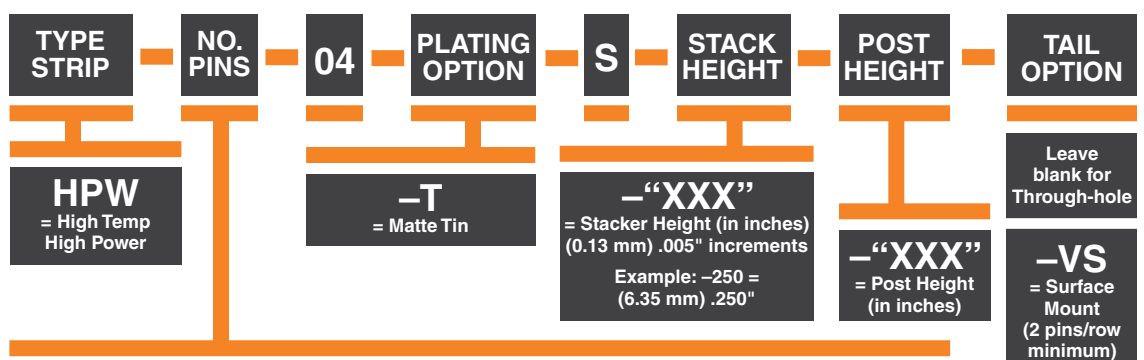 TYPE
STRIP
NO.
PINS
04
PLATING
OPTION
S
STACK
HEIGHT
POST
HEIGHT
TAIL
OPTION
HPW
= High Temp
High Power
–T
= Matte Tin
–“XXX”
= Stacker Height (in inches)
(0.13 mm) .005" increments
Example: –250 =
(6.35 mm) .250"
–“XXX”
= Post Height
(in inches)
Leave
blank for
Through-hole
–VS
= Surface
Mount
(2 pins/row
minimum)